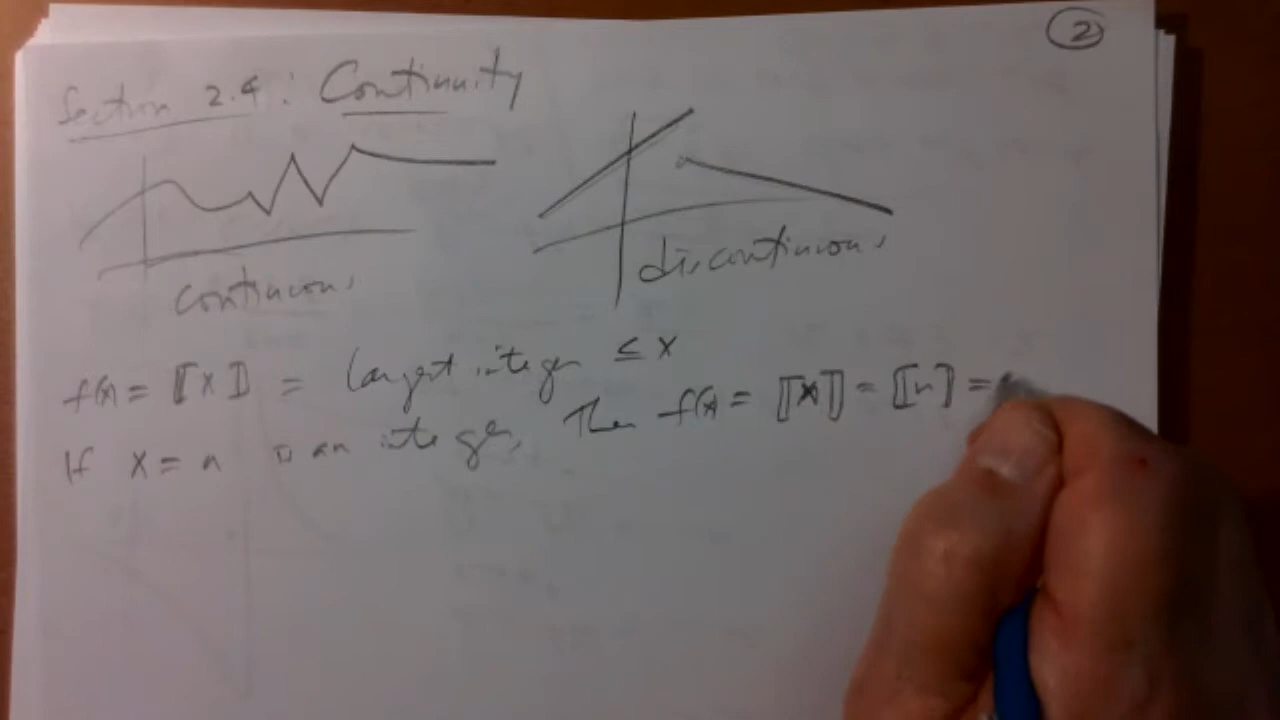 ②
Section 2.4: Continuity
continuous
discontinuous
f(x) = ⟦x⟧ = largest integer ≤ x
If x = n is an integer, Then f(x) = ⟦x⟧ = ⟦n⟧ =